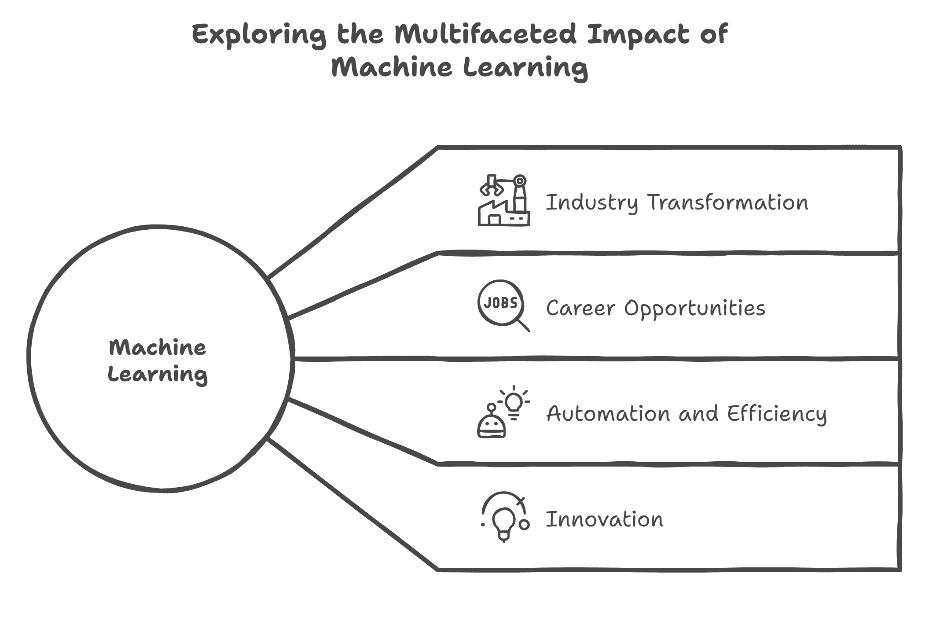 Exploring the Multifaceted Impact of
Machine Learning
Machine
Learning
Industry Transformation
JOBS
Career Opportunities
Automation and Efficiency
Innovation